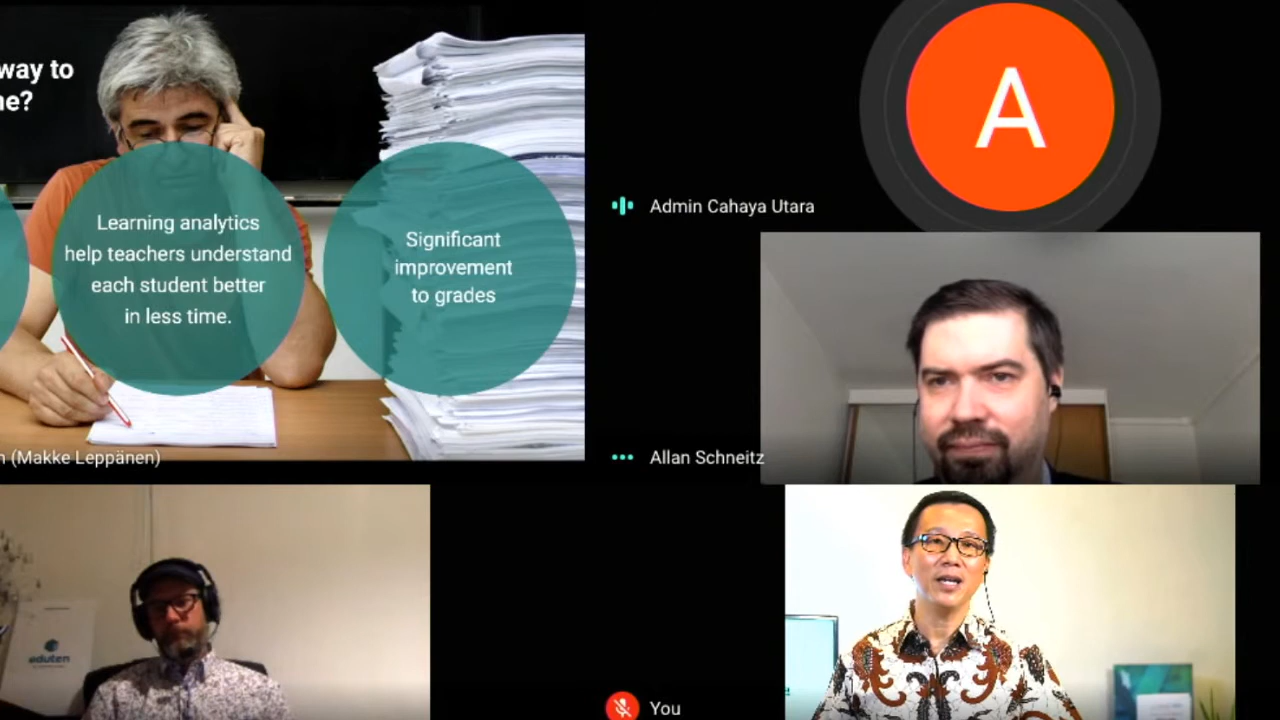 way to
ne?
Learning analytics
help teachers understand
each student better
in less time.
Significant
improvement
to grades
n (Makke Leppänen)
A
Admin Cahaya Utara
Allan Schneitz
eduten
You